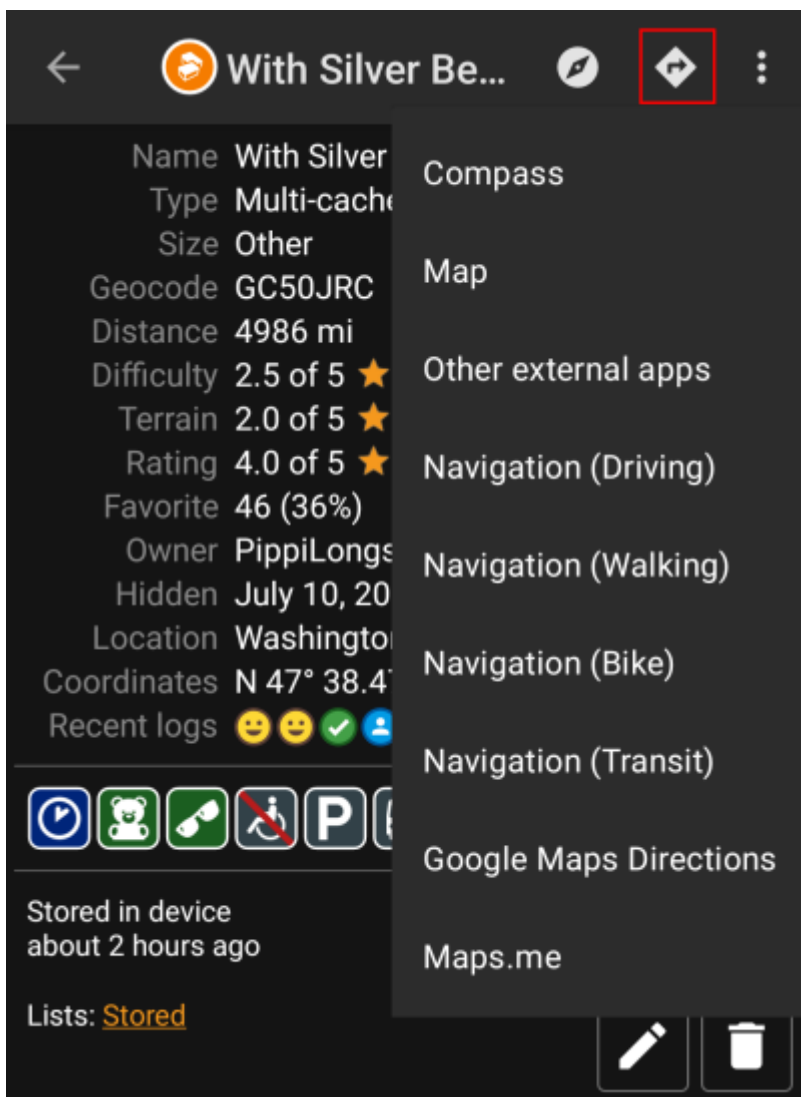 With Silver Be...
Name With Silver
Type Multi-cache
Size Other
Geocode GC50JRC
Distance 4986 mi
Difficulty 2.5 of 5
Terrain 2.0 of 5
Rating 4.0 of 5
Favorite 46 (36%)
Owner PippiLongs
Hidden July 10, 20
Location Washington
Coordinates N 47° 38.4
Recent logs
P
Stored in device
about 2 hours ago
Lists: Stored
Compass
Map
Other external apps
Navigation (Driving)
Navigation (Walking)
Navigation (Bike)
Navigation (Transit)
Google Maps Directions
Maps.me